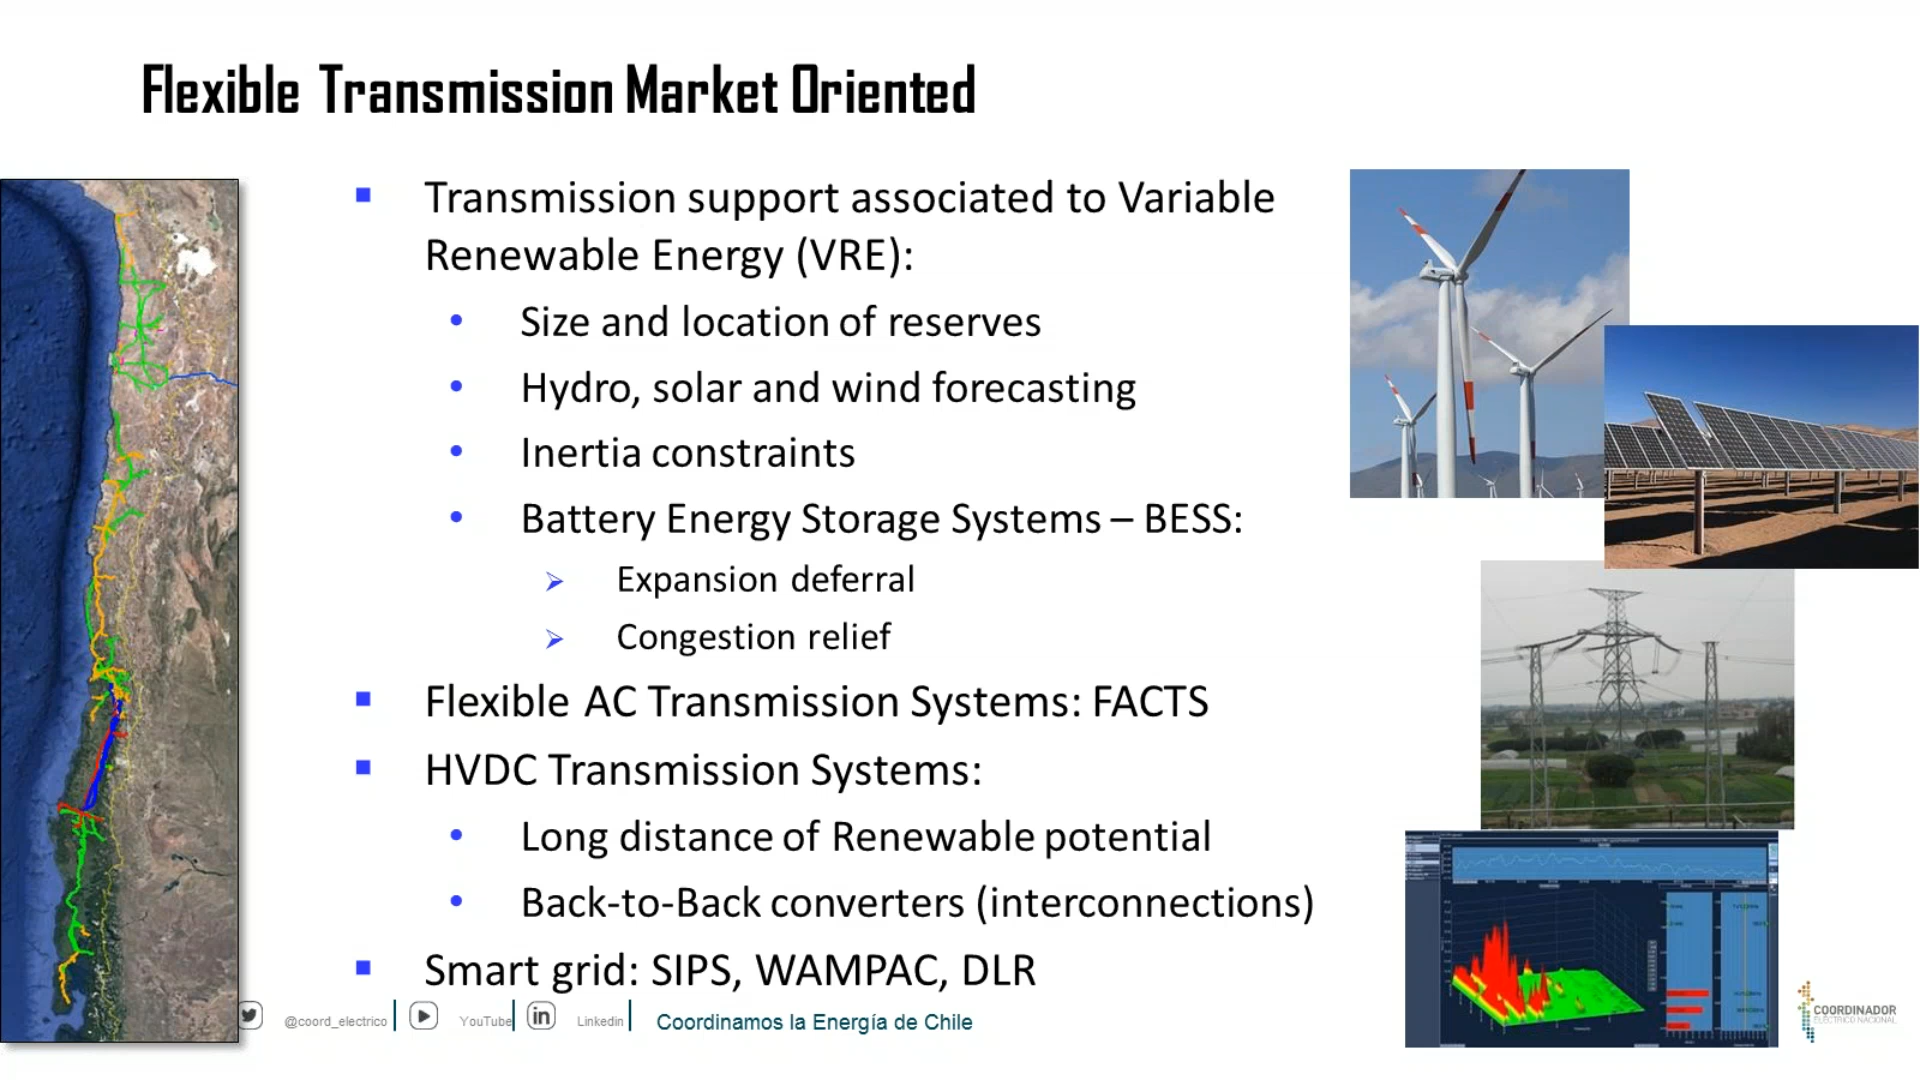 Flexible Transmission Market Oriented
Transmission support associated to Variable
Renewable Energy (VRE):
Size and location of reserves
Hydro, solar and wind forecasting
Inertia constraints
Battery Energy Storage Systems – BESS:
Expansion deferral
Congestion relief
Flexible AC Transmission Systems: FACTS
HVDC Transmission Systems:
Long distance of Renewable potential
Back-to-Back converters (interconnections)
Smart grid: SIPS, WAMPAC, DLR
@coord_electrico
YouTube
in
Linkedin
Coordinamos la Energía de Chile
COORDINADOR
ELÉCTRICO NACIONAL